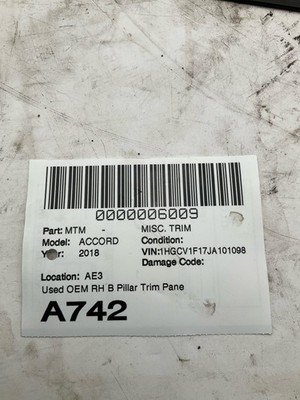 0000006009
Part: MTM - MISC. TRIM
Model: ACCORD Condition:
Year: 2018 VIN:1HGCV1F17JA101098
Damage Code:
Location: AE3
Used OEM RH B Pillar Trim Pane
A742